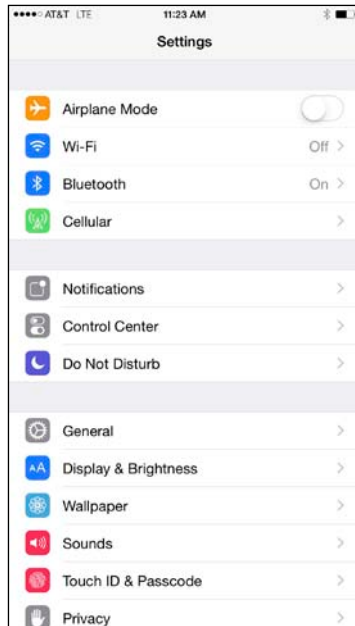 AT&T LTE 11:23 AM
Settings
Airplane Mode
Wi-Fi Off
Bluetooth On
Cellular
Notifications
Control Center
Do Not Disturb
General
AA Display & Brightness
Wallpaper
Sounds
Touch ID & Passcode
Privacy